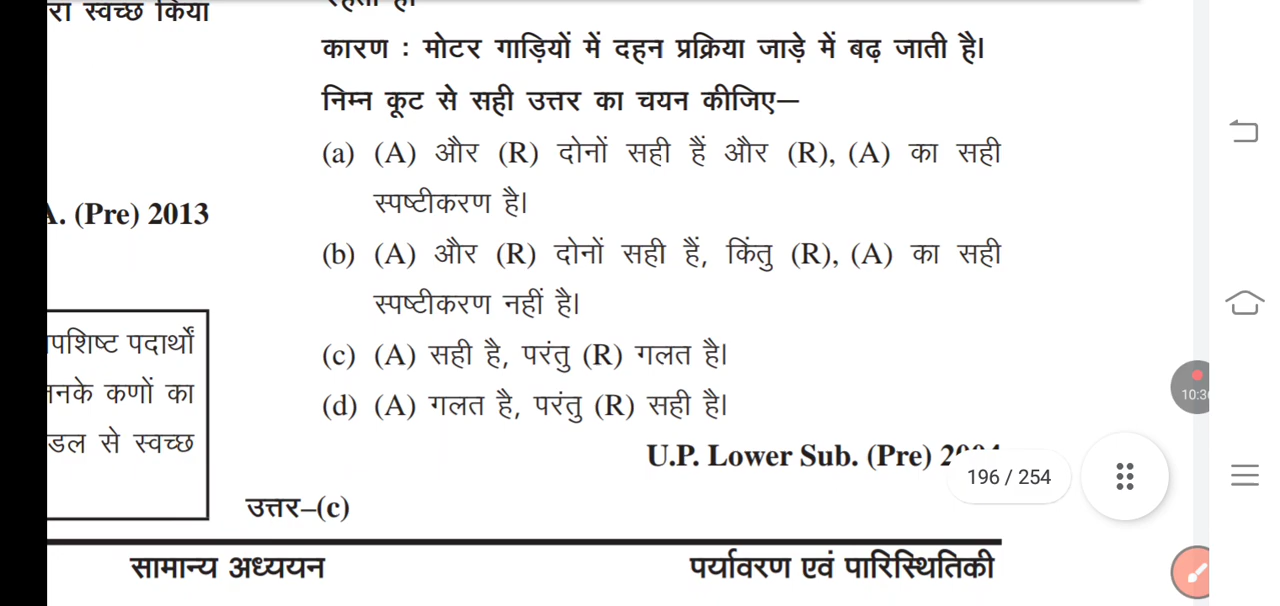 रा स्वच्छ किया
A. (Pre) 2013
पशिष्ट पदार्थों
नके कणों का
डल से स्वच्छ
कारण : मोटर गाड़ियों में दहन प्रक्रिया जाड़े में बढ़ जाती है।
निम्न कूट से सही उत्तर का चयन कीजिए—
(a) (A) और (R) दोनों सही हैं और (R), (A) का सही
स्पष्टीकरण है।
(b) (A) और (R) दोनों सही हैं, किंतु (R), (A) का सही
स्पष्टीकरण नहीं है।
(c) (A) सही है, परंतु (R) गलत है।
(d) (A) गलत है, परंतु (R) सही है।
U.P. Lower Sub. (Pre)
196 / 254
उत्तर–(c)
सामान्य अध्ययन
पर्यावरण एवं पारिस्थितिकी